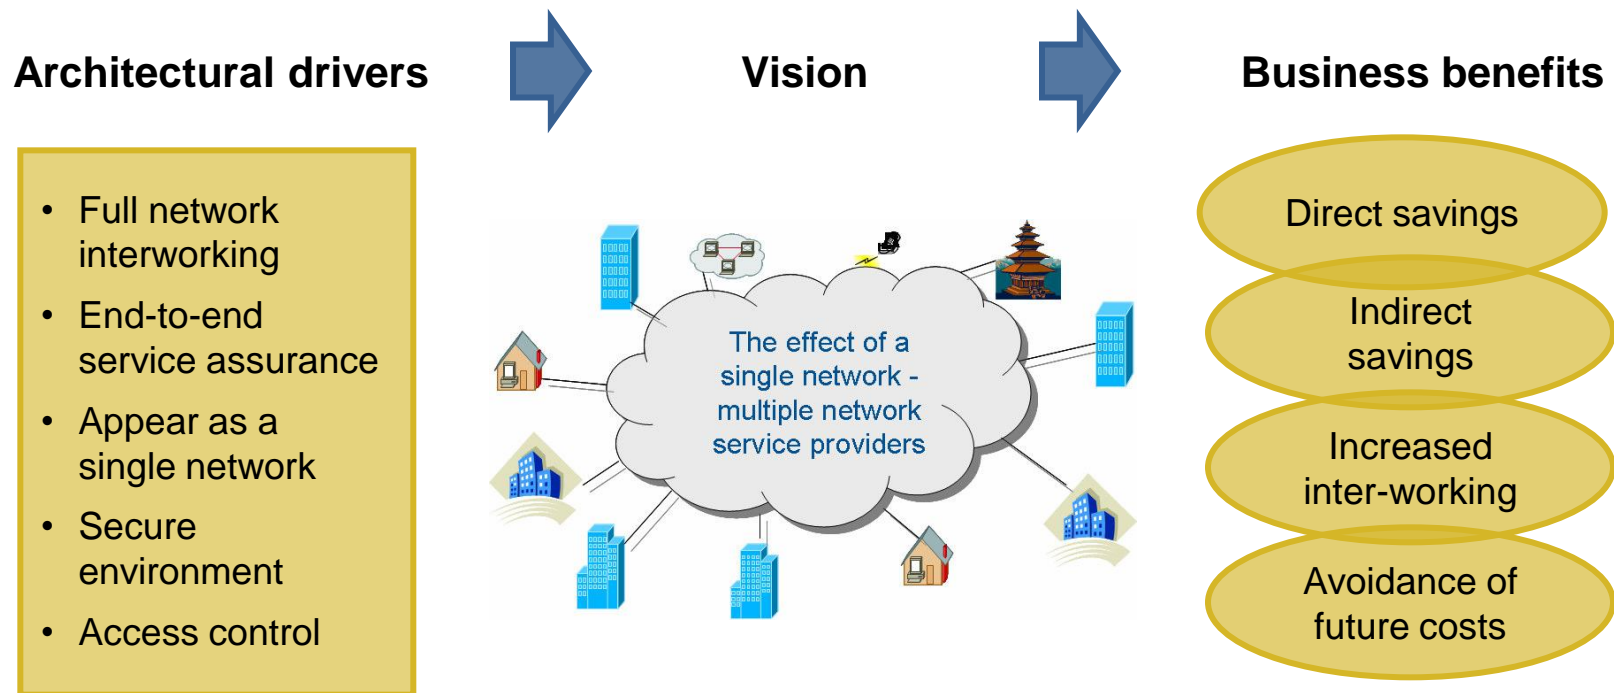 Architectural drivers
Vision
Business benefits
• Full network
interworking
• End-to-end
service assurance
• Appear as a
single network
• Secure
environment
• Access control
The effect of a
single network -
multiple network
service providers
Direct savings
Indirect
savings
Increased
inter-working
Avoidance of
future costs